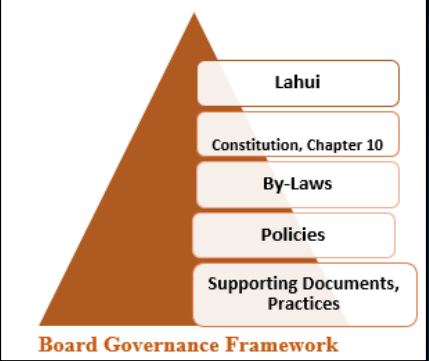 Lahui
Constitution, Chapter 10
By-Laws
Policies
Supporting Documents,
Practices
Board Governance Framework